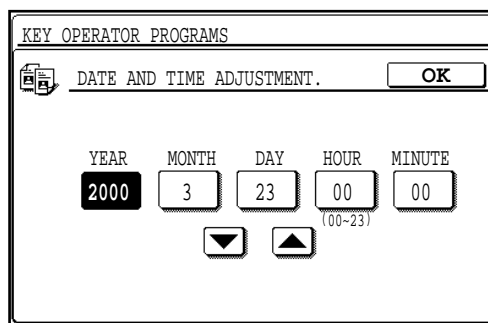 KEY OPERATOR PROGRAMS
DATE AND TIME ADJUSTMENT. OK
YEAR MONTH DAY HOUR MINUTE
2000 3 23 00 00
(00~23)